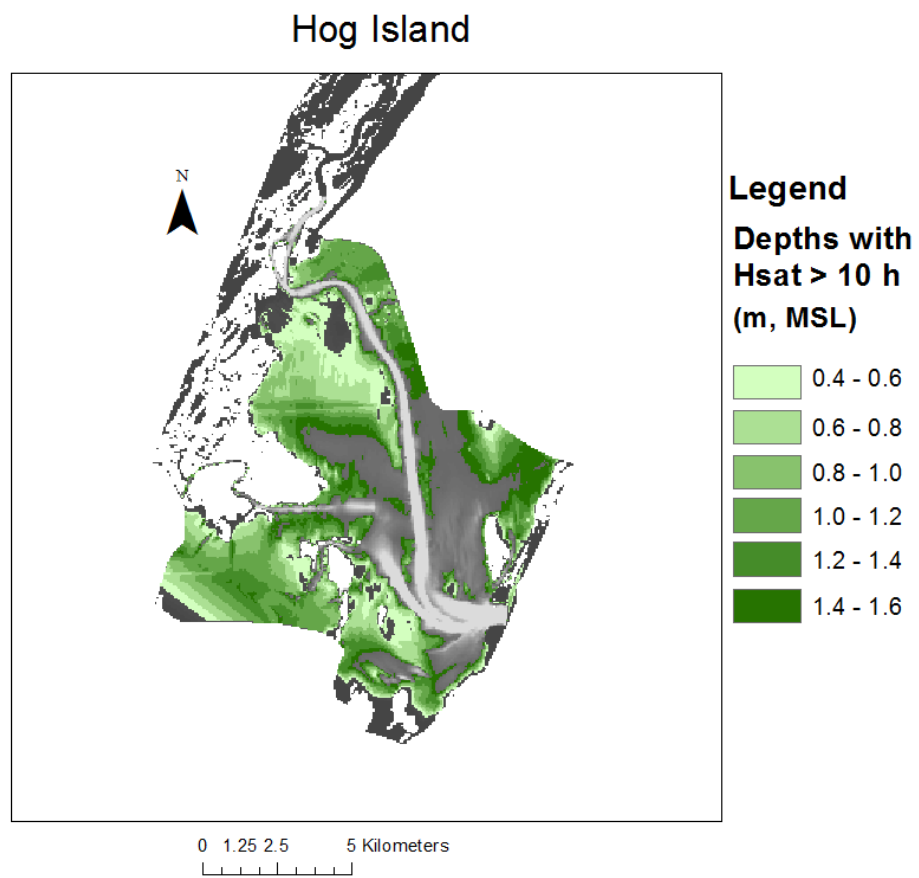 Hog Island
N
Legend
Depths with
Hsat > 10 h
(m, MSL)
0.4 - 0.6
0.6 - 0.8
0.8 - 1.0
1.0 - 1.2
1.2 - 1.4
1.4 - 1.6
0 1.25 2.5 5 Kilometers